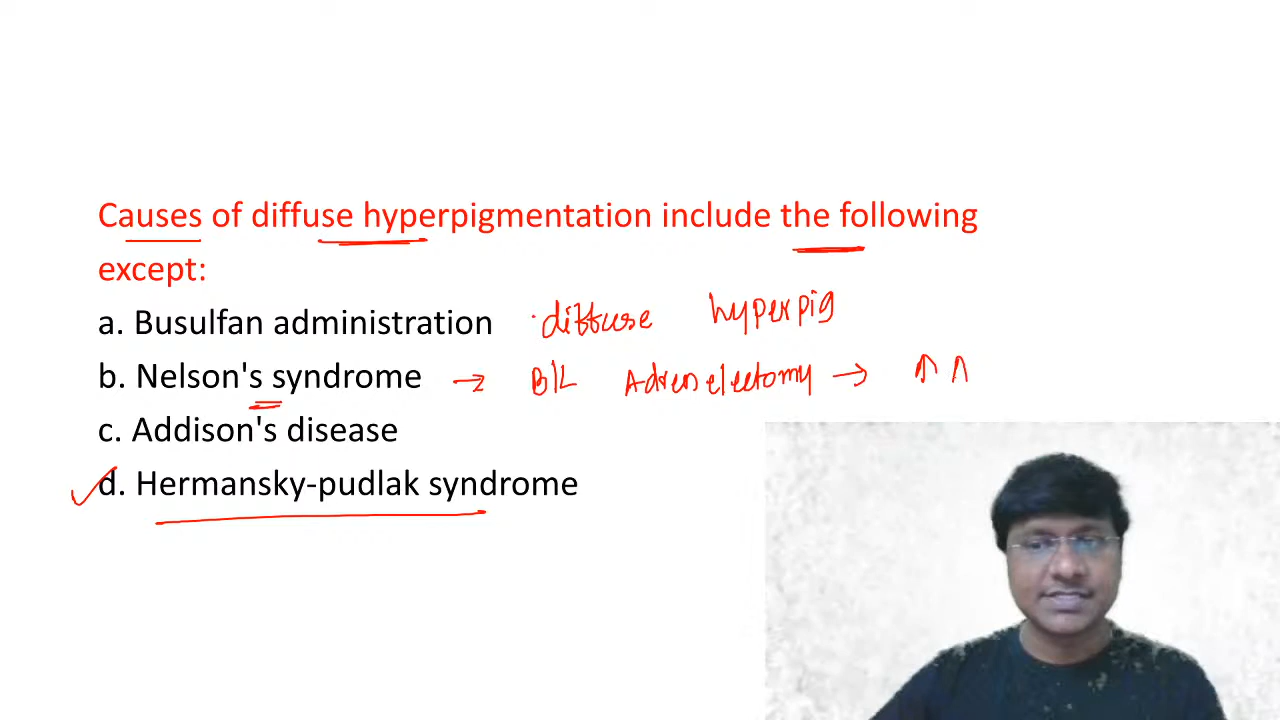 Causes of diffuse hyperpigmentation include the following
except:
a. Busulfan administration diffuse hyperpig
b. Nelson's syndrome → B/L Adrenelectomy → ↑ ↑
c. Addison's disease
d. Hermansky-pudlak syndrome